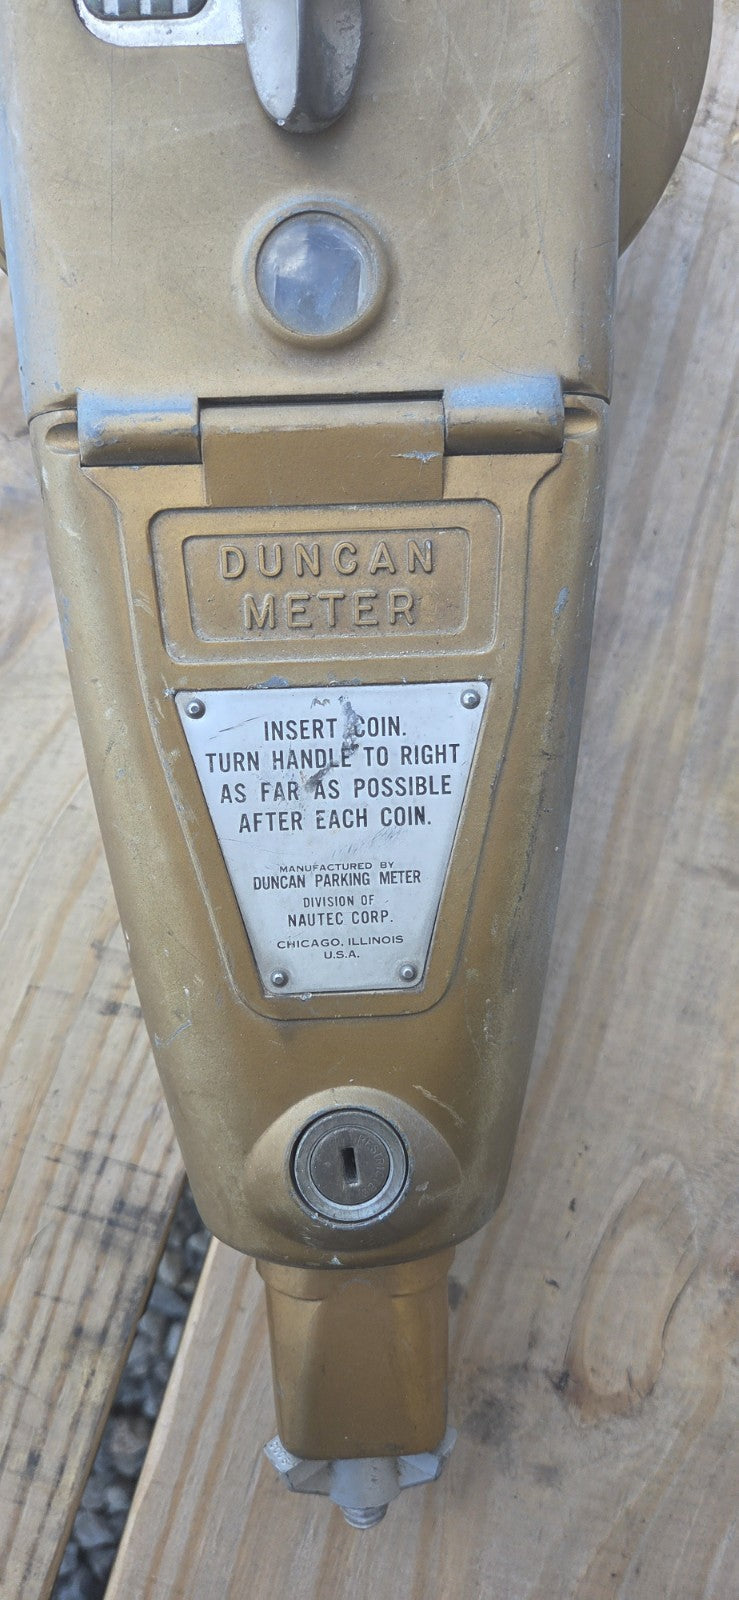 DUNCAN
METER
INSERT COIN.
TURN HANDLE TO RIGHT
AS FAR AS POSSIBLE
AFTER EACH COIN.
MANUFACTURED BY
DUNCAN PARKING METER
DIVISION OF
NAUTEC CORP.
CHICAGO, ILLINOIS
U.S.A.